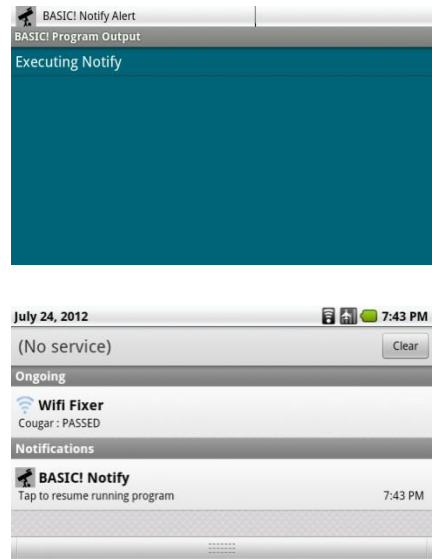 BASIC! Notify Alert
BASIC! Program Output
Executing Notify
July 24, 2012 7:43 PM
(No service) Clear
Ongoing
Wifi Fixer
Cougar : PASSED
Notifications
BASIC! Notify
Tap to resume running program 7:43 PM